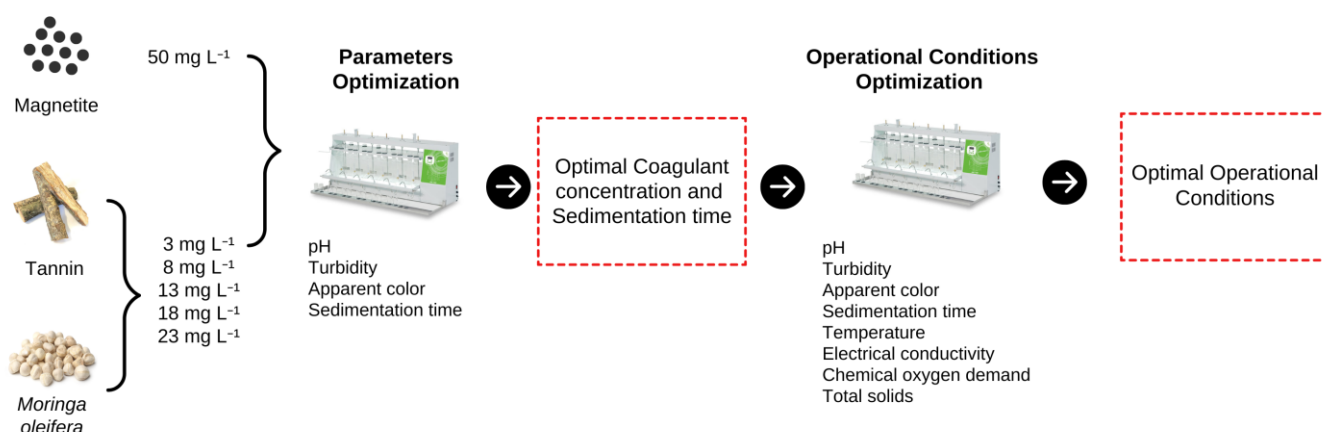 Magnetite
50 mg L⁻¹
Tannin
Moringa
oleifera
3 mg L⁻¹
8 mg L⁻¹
13 mg L⁻¹
18 mg L⁻¹
23 mg L⁻¹
Parameters
Optimization
pH
Turbidity
Apparent color
Sedimentation time
Optimal Coagulant
concentration and
Sedimentation time
Operational Conditions
Optimization
pH
Turbidity
Apparent color
Sedimentation time
Temperature
Electrical conductivity
Chemical oxygen demand
Total solids
Optimal Operational
Conditions